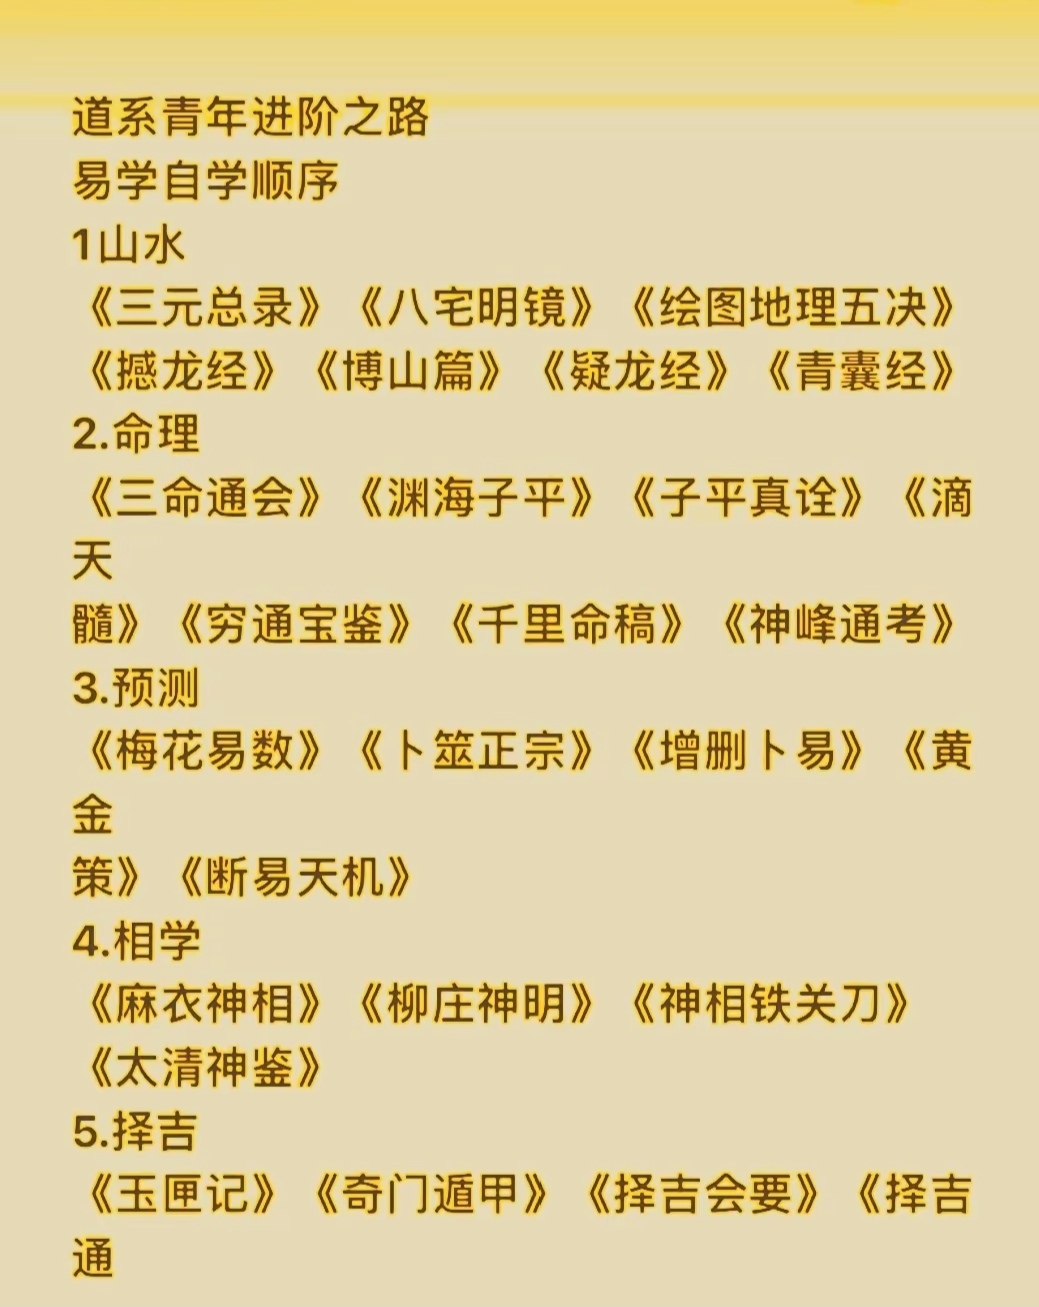 道系青年进阶之路
易学自学顺序
1山水
《三元总录》《八宅明镜》《绘图地理五决》
《撼龙经》《博山篇》《疑龙经》《青囊经》
2.命理
《三命通会》《渊海子平》《子平真诠》《滴
天
髓》《穷通宝鉴》《千里命稿》《神峰通考》
3.预测
《梅花易数》《卜筮正宗》《增删卜易》《黄
金
策》《断易天机》
4.相学
《麻衣神相》《柳庄神明》《神相铁关刀》
《太清神鉴》
5.择吉
《玉匣记》《奇门遁甲》《择吉会要》《择吉
通